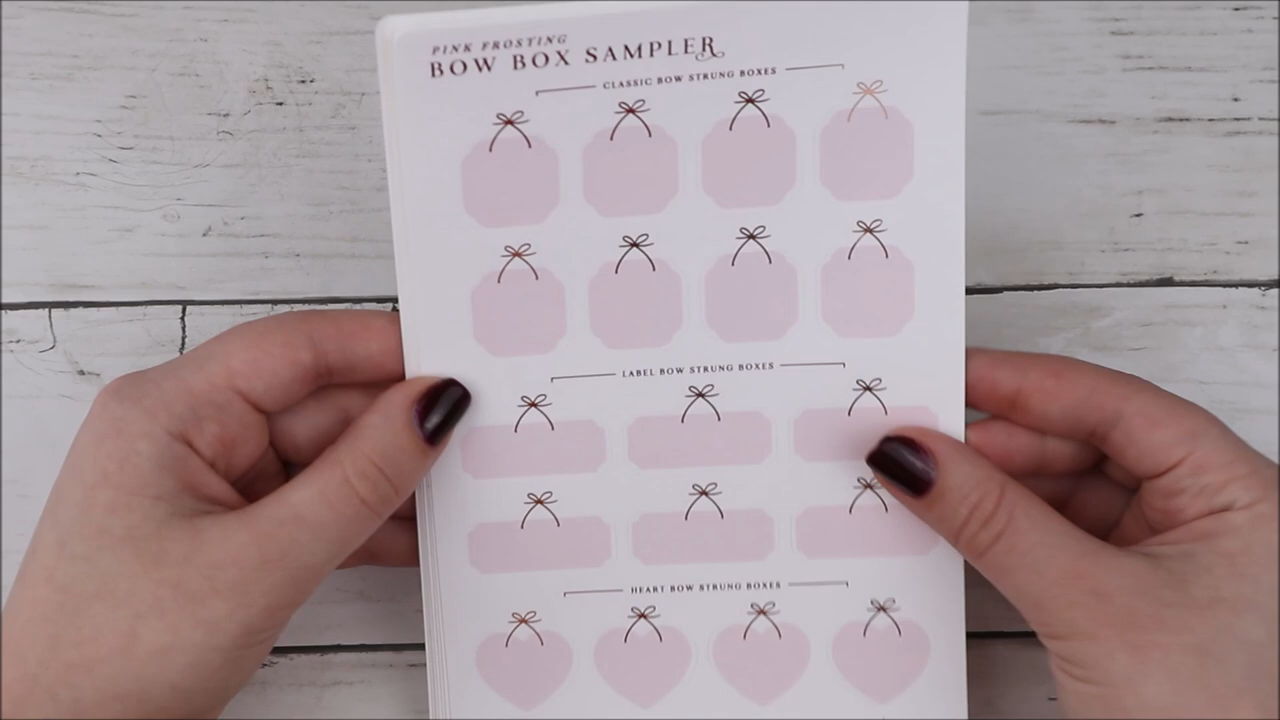 PINK FROSTING
BOW BOX SAMPLER
CLASSIC BOW STRUNG BOXES
LABEL BOW STRUNG BOXES
HEART BOW STRUNG BOXES